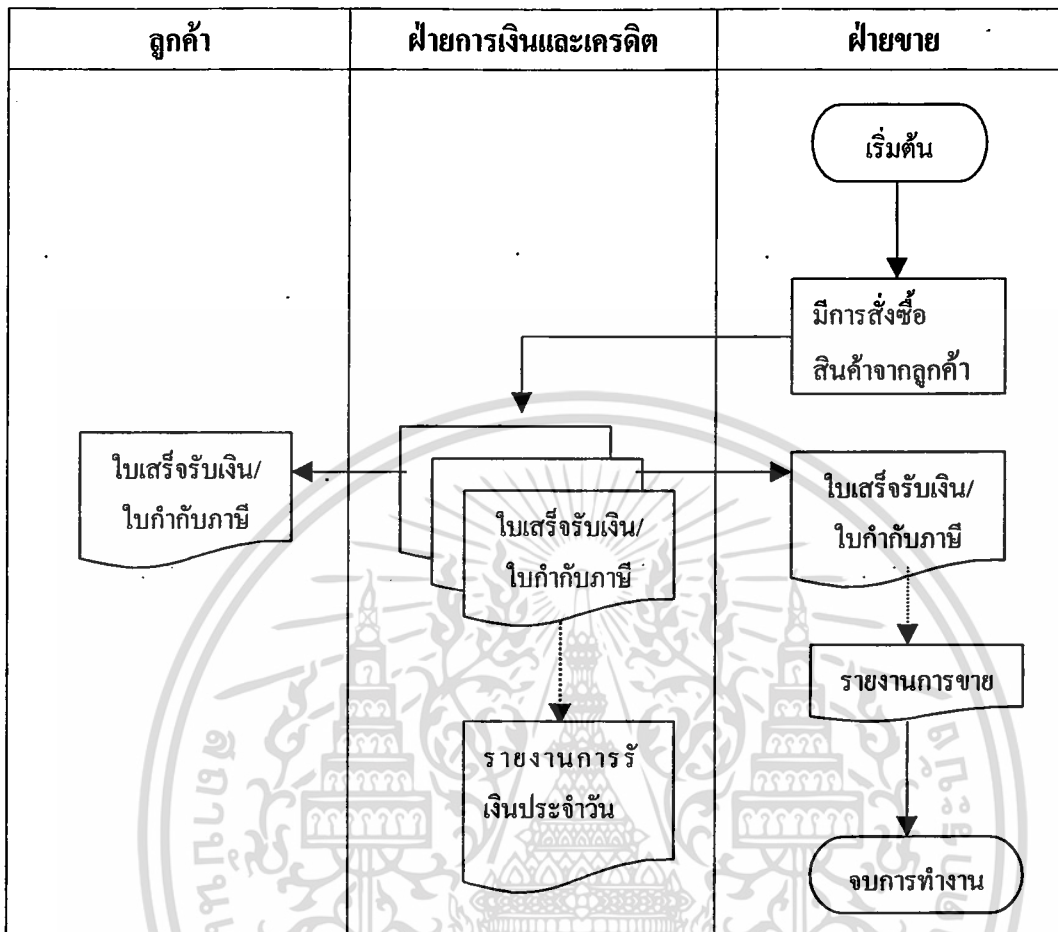 ลูกค้า
ฝ่ายการเงินและเครดิต
ฝ่ายขาย
เริ่มต้น
มีการสั่งซื้อ
สินค้าจากลูกค้า
ใบเสร็จรับเงิน/
ใบกำกับภาษี
ใบเสร็จรับเงิน/
ใบกำกับภาษี
ใบเสร็จรับเงิน/
ใบกำกับภาษี
รายงานการขาย
รายงานการรั
เงินประจำวัน
จบการทำงาน